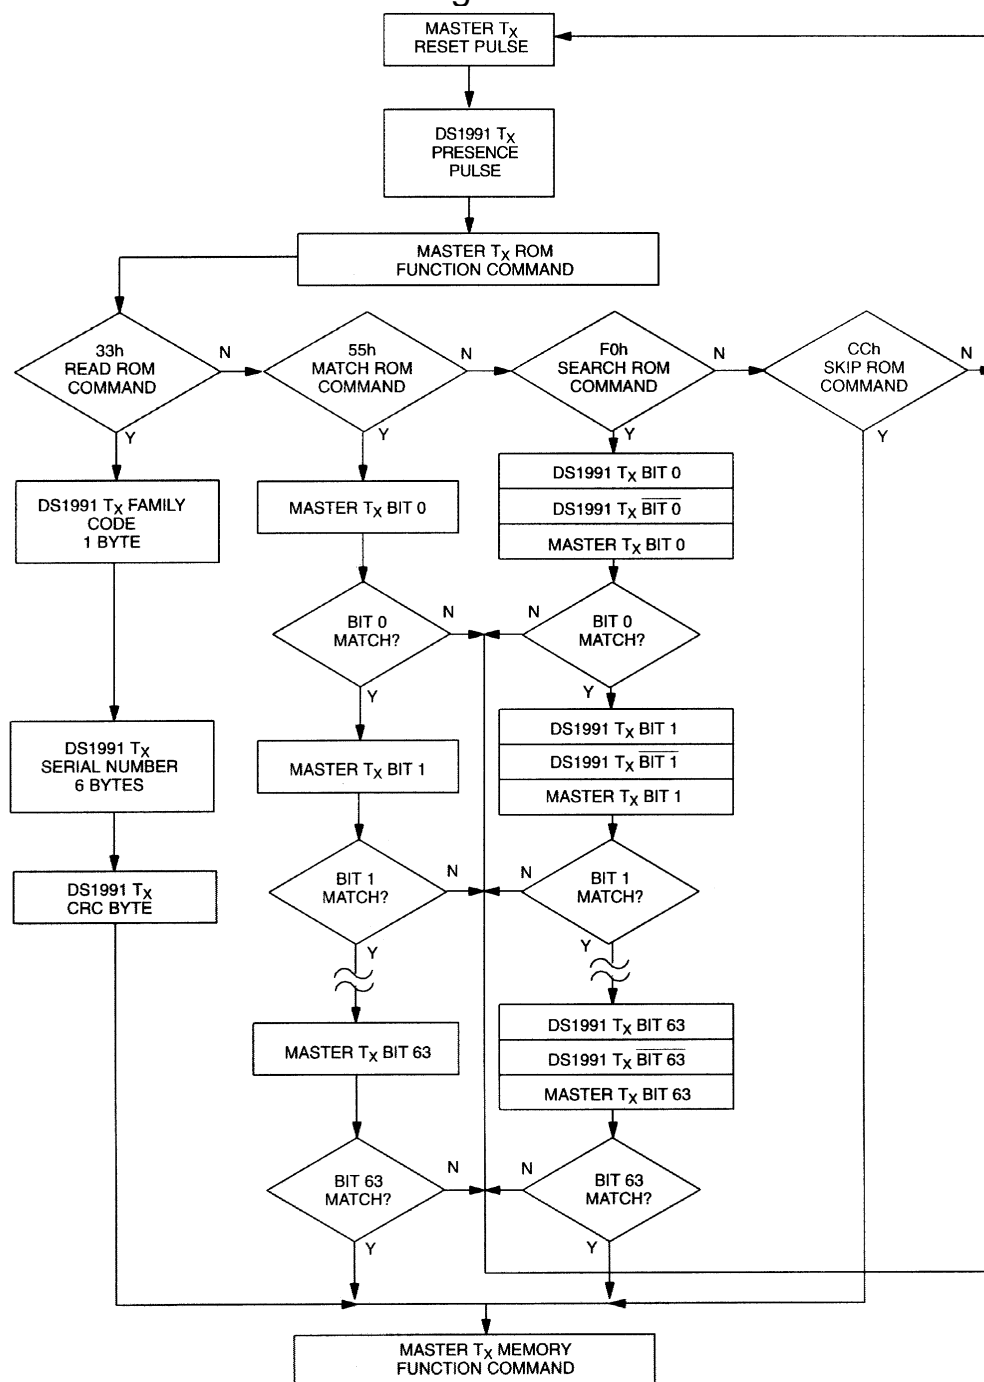 MASTER TX
RESET PULSE
DS1991 TX
PRESENCE
PULSE
MASTER TX ROM
FUNCTION COMMAND
33h
READ ROM
COMMAND
N
Y
55h
MATCH ROM
COMMAND
N
Y
F0h
SEARCH ROM
COMMAND
N
Y
CCh
SKIP ROM
COMMAND
N
Y
DS1991 TX FAMILY
CODE
1 BYTE
DS1991 TX
SERIAL NUMBER
6 BYTES
DS1991 TX
CRC BYTE
MASTER TX BIT 0
BIT 0
MATCH?
N
Y
MASTER TX BIT 1
BIT 1
MATCH?
N
Y
MASTER TX BIT 63
BIT 63
MATCH?
N
Y
DS1991 TX BIT 0
DS1991 TX BIT 0
MASTER TX BIT 0
N
BIT 0
MATCH?
Y
DS1991 TX BIT 1
DS1991 TX BIT 1
MASTER TX BIT 1
N
BIT 1
MATCH?
Y
DS1991 TX BIT 63
DS1991 TX BIT 63
MASTER TX BIT 63
N
BIT 63
MATCH?
Y
MASTER TX MEMORY
FUNCTION COMMAND